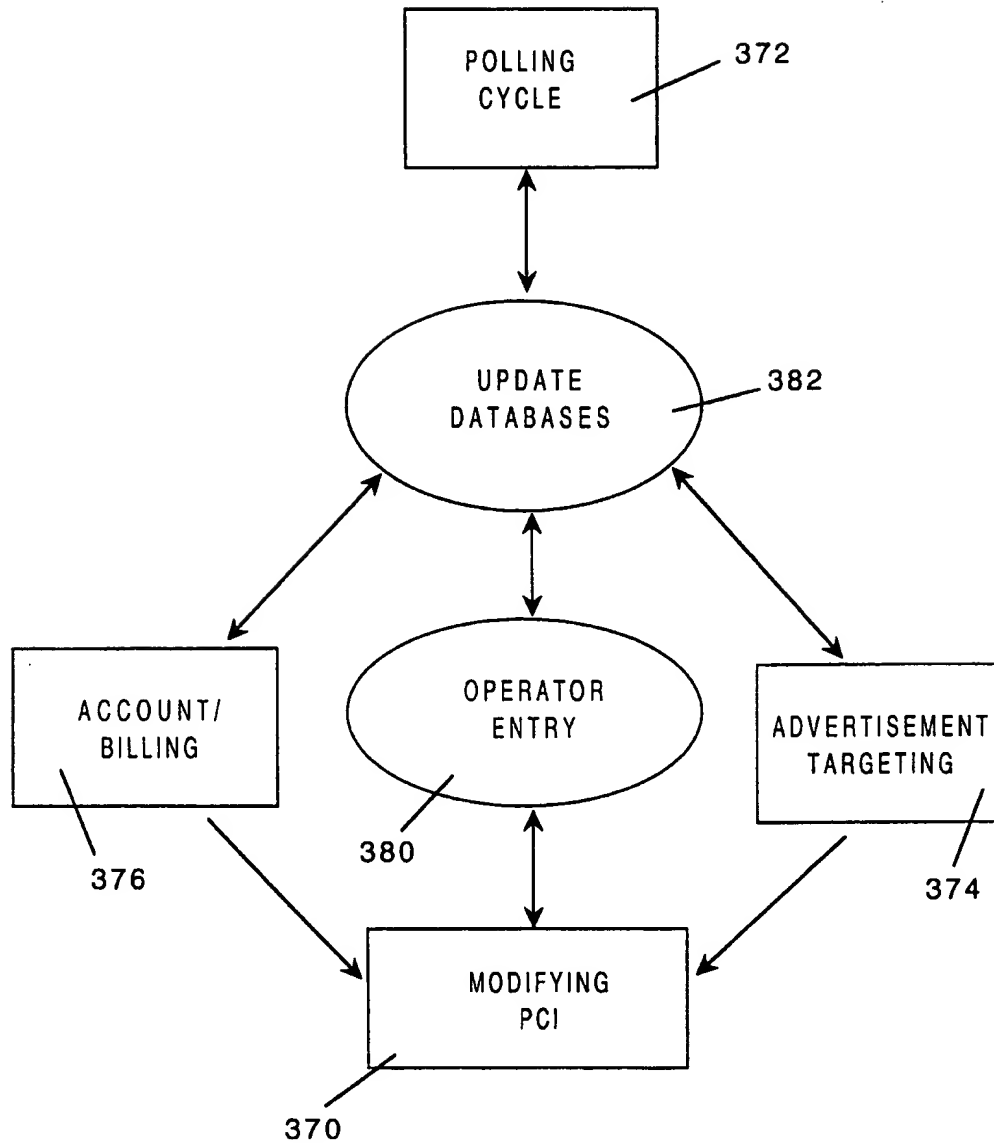 POLLING
CYCLE
372
UPDATE
DATABASES
382
ACCOUNT/
BILLING
376
OPERATOR
ENTRY
380
ADVERTISEMENT
TARGETING
374
MODIFYING
PCI
370